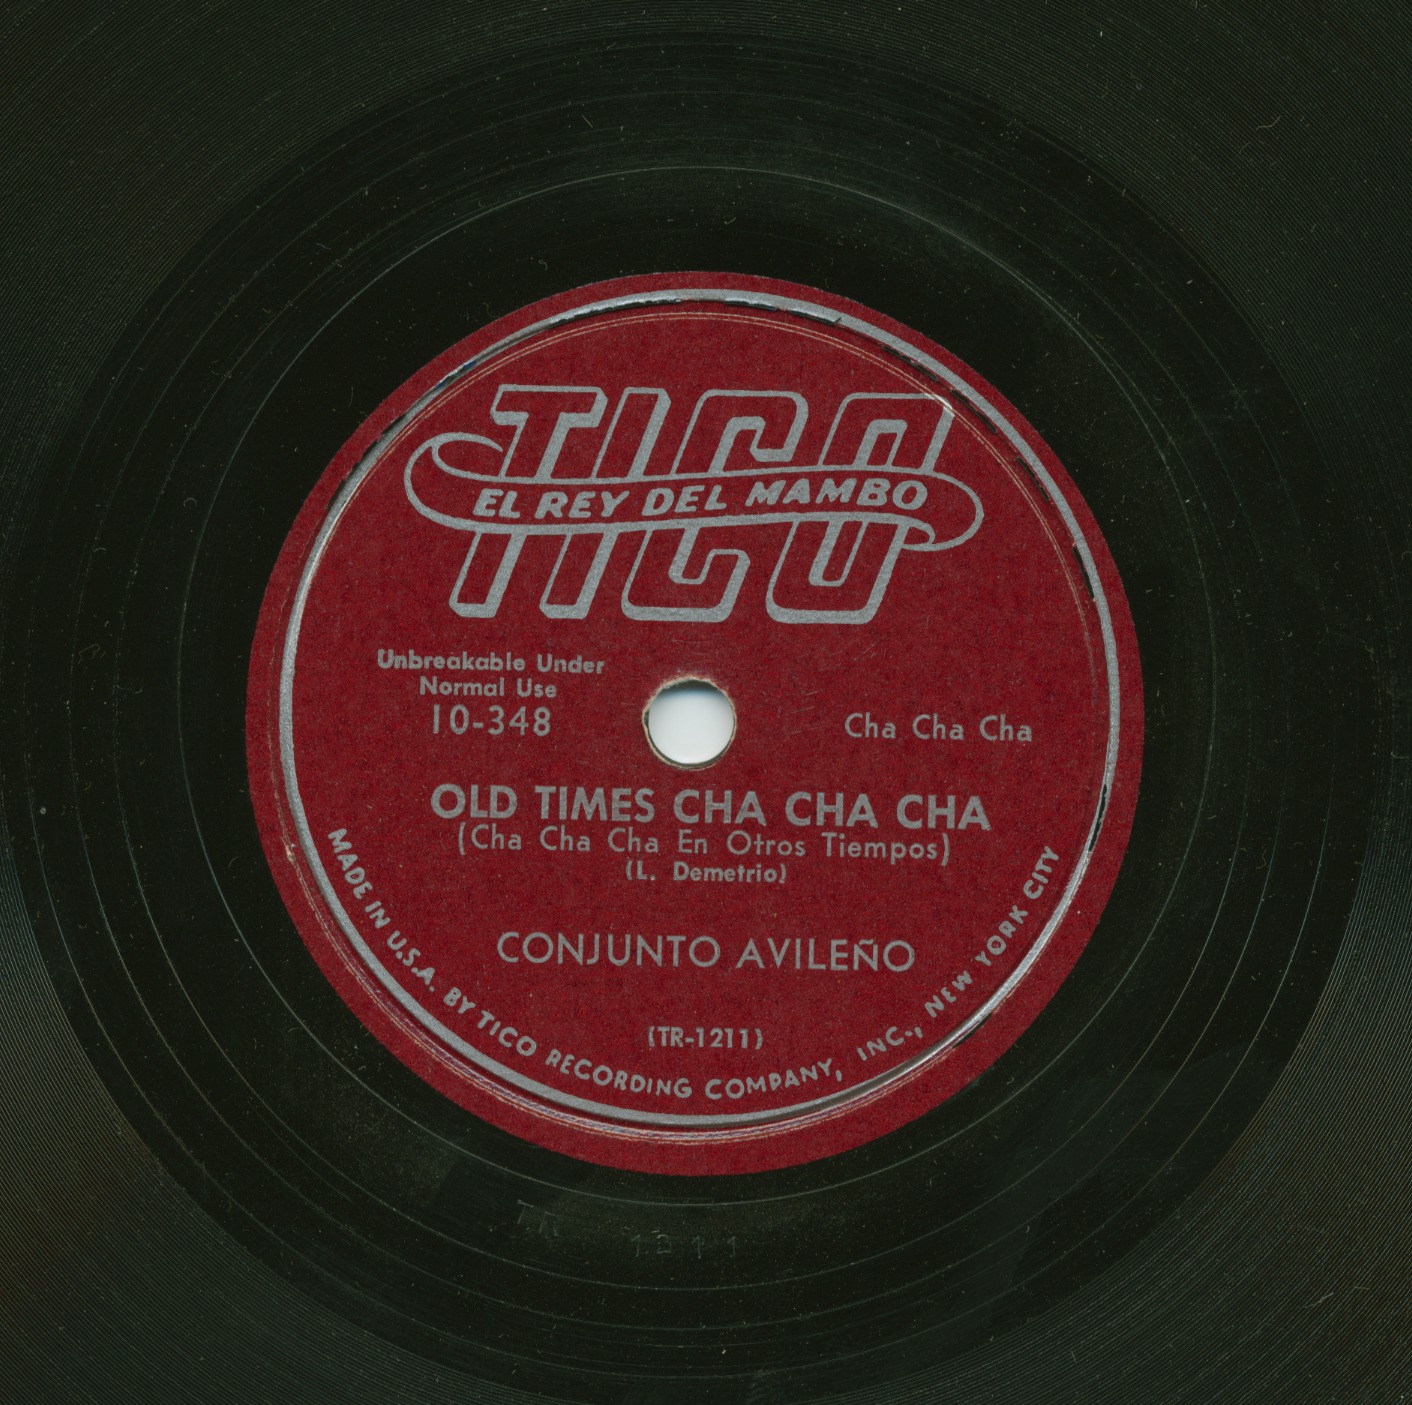 TICO
EL REY DEL MAMBO
Unbreakable Under
Normal Use
10-348
Cha Cha Cha
OLD TIMES CHA CHA CHA
(Cha Cha Cha En Otros Tiempos)
(L. Demetrio)
CONJUNTO AVILEÑO
(TR-1211)
MADE IN U.S.A. BY TICO RECORDING COMPANY, INC., NEW YORK CITY
TR 1211